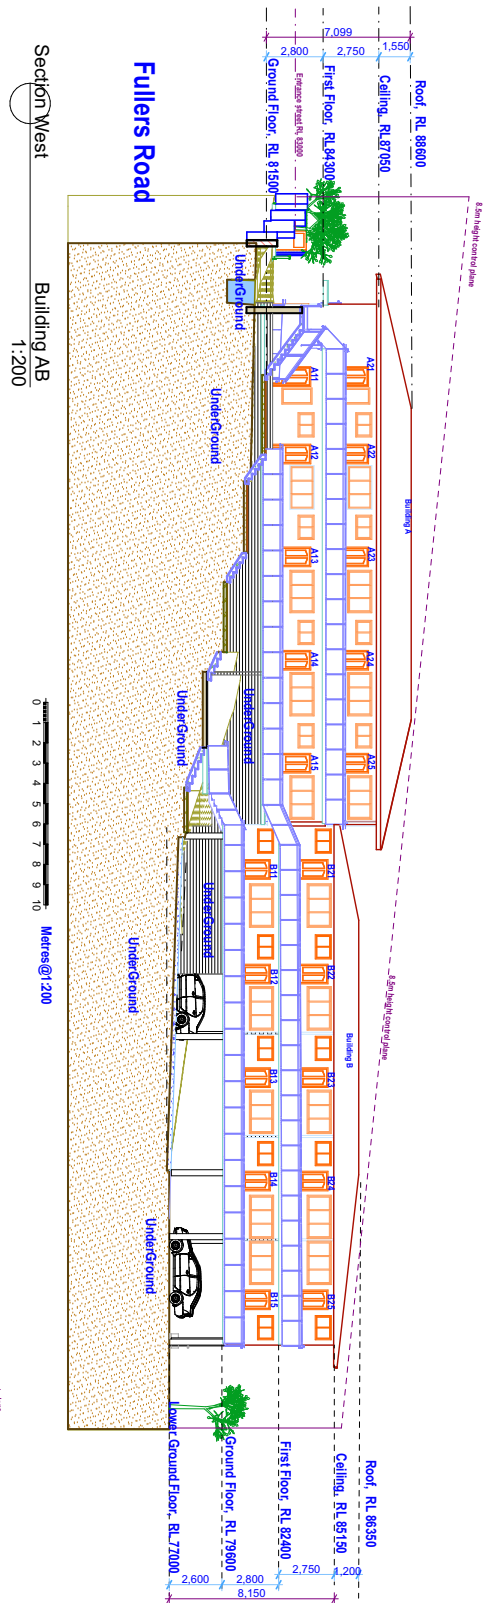 Section West
Building AB
1:200
Fullers Road
7,099
2,800
2,750
1,550
Roof, RL 88600
Ceiling, RL87050
First Floor, RL84300
Entrance street RL 83000
Ground Floor, RL 81500
8.5m height control plane
Building A
A21
A22
A23
A24
A25
A11
A12
A13
A14
A15
UnderGround
UnderGround
UnderGround
UnderGround
UnderGround
UnderGround
UnderGround
8.5m height control plane
Building B
B21
B22
B23
B24
B25
B11
B12
B13
B14
B15
Roof, RL 86350
Ceiling, RL 85150
First Floor, RL 82400
Ground Floor, RL 79600
Lower Ground Floor, RL 77000
2,600
2,800
2,750
1,200
8,150
0 1 2 3 4 5 6 7 8 9 10
Metres@1:200